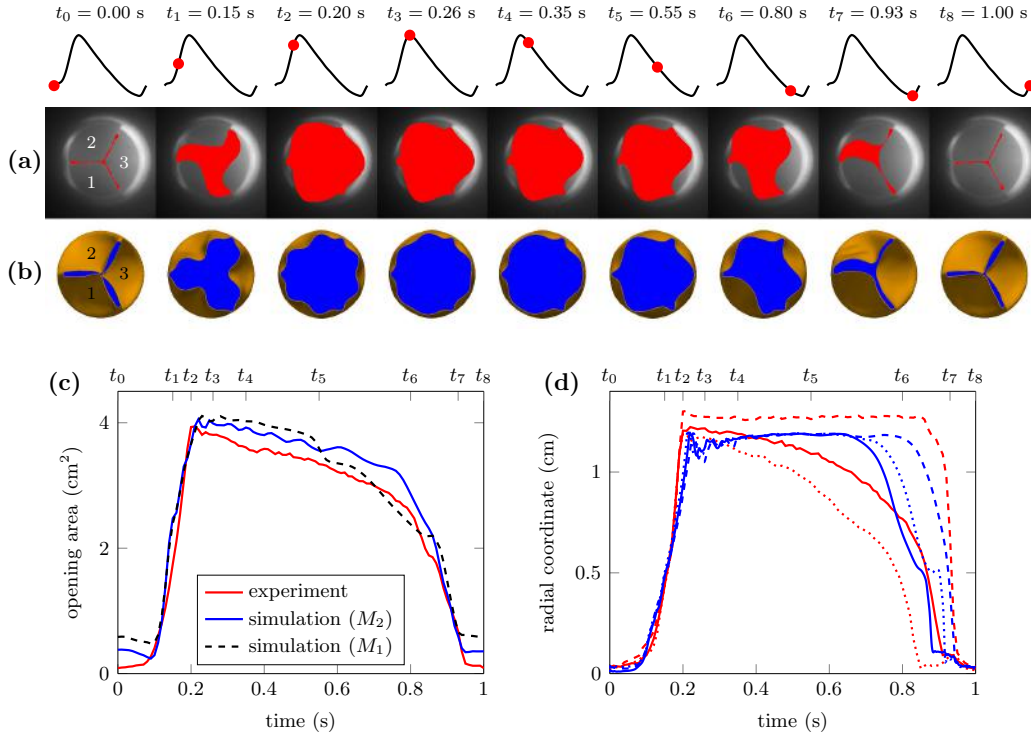 t₀ = 0.00 s t₁ = 0.15 s t₂ = 0.20 s t₃ = 0.26 s t₄ = 0.35 s t₅ = 0.55 s t₆ = 0.80 s t₇ = 0.93 s t₈ = 1.00 s
(a)
2
3
1
(b)
2
3
1
(c)
t₀ t₁ t₂ t₃ t₄ t₅ t₆ t₇ t₈
opening area (cm²)
4
2
0
experiment
simulation (M₂)
simulation (M₁)
0 0.2 0.4 0.6 0.8 1
time (s)
(d)
t₀ t₁ t₂ t₃ t₄ t₅ t₆ t₇ t₈
radial coordinate (cm)
1
0.5
0
0 0.2 0.4 0.6 0.8 1
time (s)